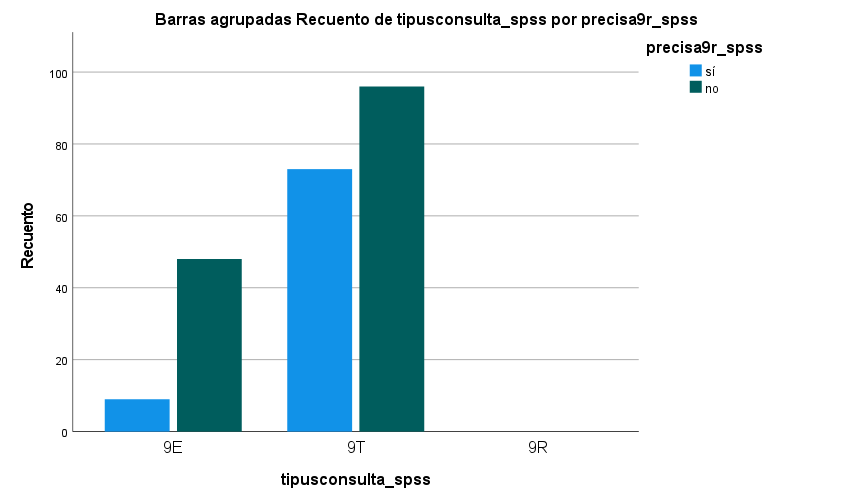 Barras agrupadas Recuento de tipusconsulta_spss por precisa9r_spss
precisa9r_spss
sí
no
Recuento
100
80
60
40
20
0
9E
9T
9R
tipusconsulta_spss